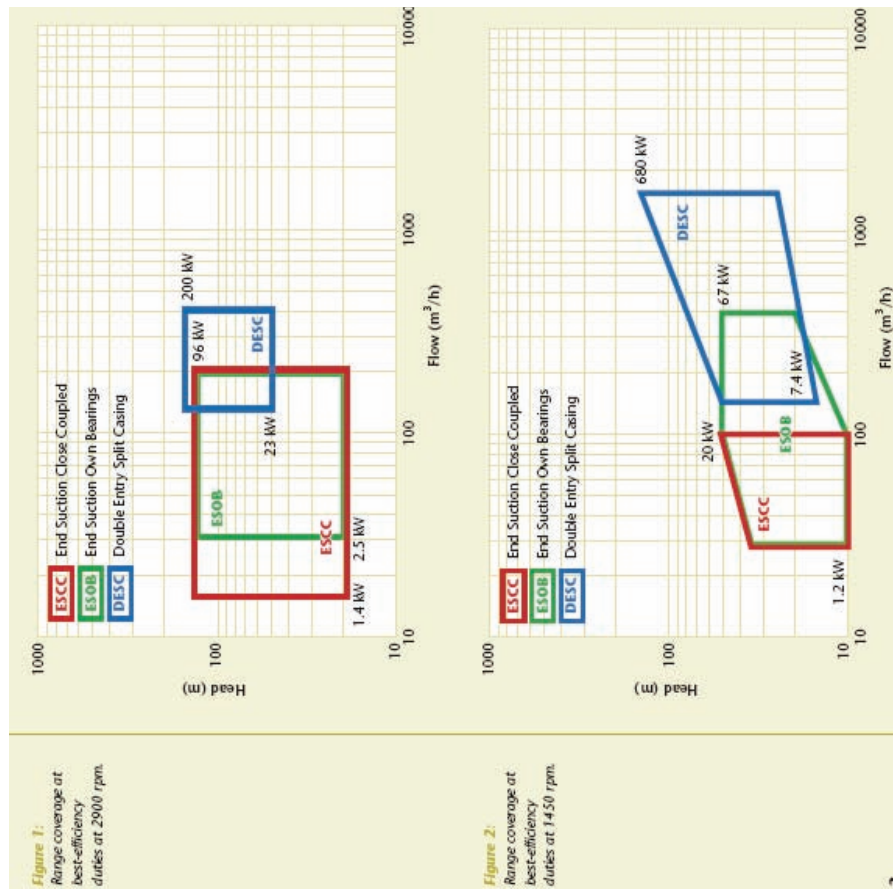 Figure 1:
Range coverage at
best-efficiency
duties at 2900 rpm.
1000
100
10
Head (m)
ESCC End Suction Close Coupled
ESOB End Suction Own Bearings
DESC Double Entry Split Casing
200 kW
96 kW
ESOB
DESC
23 kW
ESCC
1.4 kW
2.5 kW
10
100
1000
10000
Flow (m³/h)
Figure 2:
Range coverage at
best-efficiency
duties at 1450 rpm.
1000
100
10
Head (m)
ESCC End Suction Close Coupled
ESOB End Suction Own Bearings
DESC Double Entry Split Casing
680 kW
DESC
67 kW
20 kW
7.4 kW
ESOB
ESCC
1.2 kW
10
100
1000
10000
Flow (m³/h)